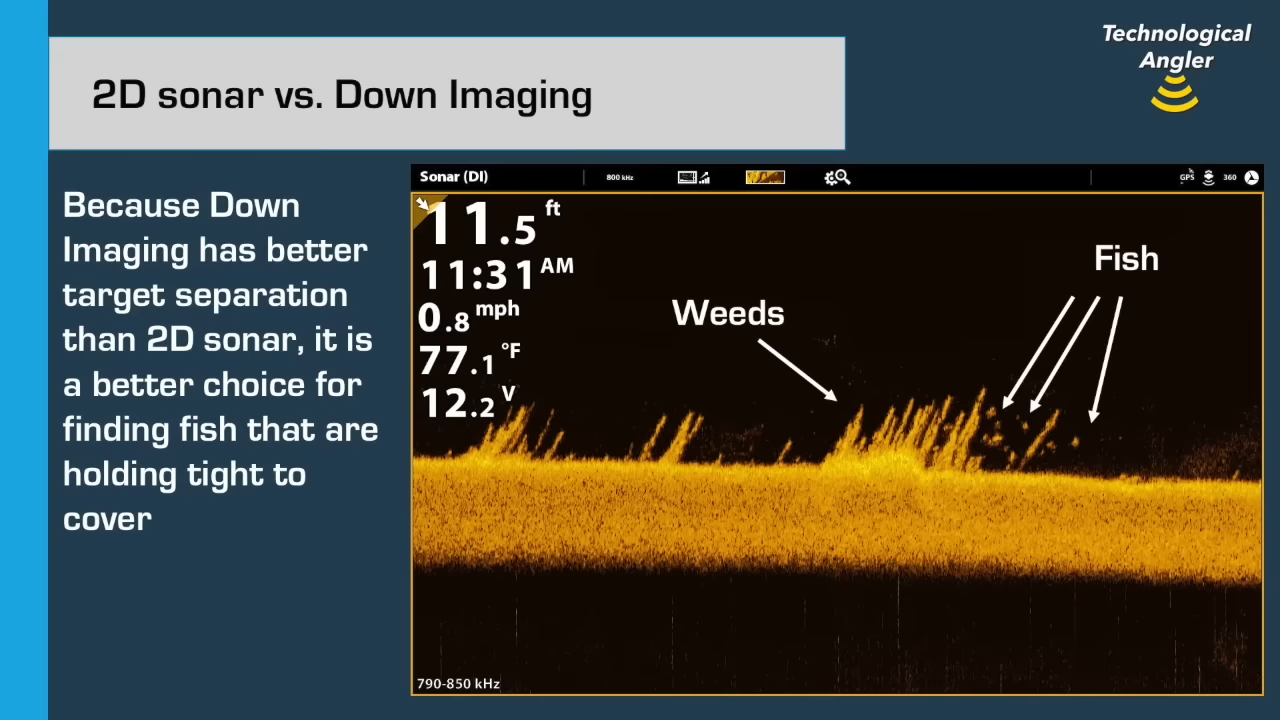 Technological
Angler
2D sonar vs. Down Imaging
Because Down
Imaging has better
target separation
than 2D sonar, it is
a better choice for
finding fish that are
holding tight to
cover
Sonar (DI)
800 kHz
GPS
360
11.5 ft
11:31 AM
0.8 mph
77.1 °F
12.2 V
Weeds
Fish
790-850 kHz